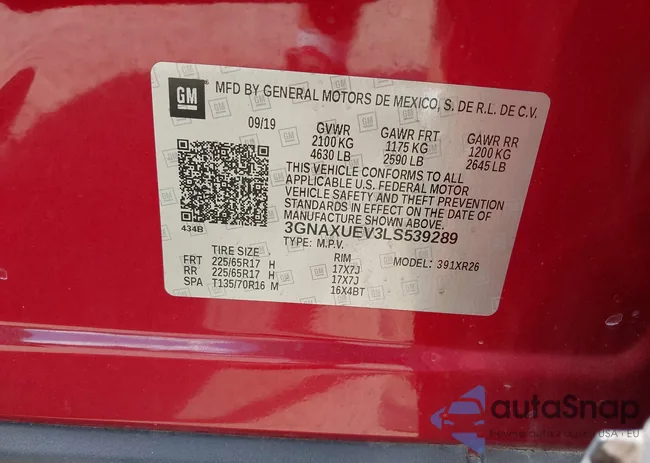 GM
MFD BY GENERAL MOTORS DE MEXICO, S. DE R.L. DE C.V.
09/19
GVWR GAWR FRT GAWR RR
2100 KG 1175 KG 1200 KG
4630 LB 2590 LB 2645 LB
THIS VEHICLE CONFORMS TO ALL
APPLICABLE U.S. FEDERAL MOTOR
VEHICLE SAFETY AND THEFT PREVENTION
STANDARDS IN EFFECT ON THE DATE OF
MANUFACTURE SHOWN ABOVE.
434B
3GNAXUEV3LS539289
TYPE: M.P.V. MODEL: 391XR26
TIRE SIZE RIM
FRT 225/65R17 H 17X7J
RR 225/65R17 H 17X7J
SPA T135/70R16 M 16X4BT
autoSnap